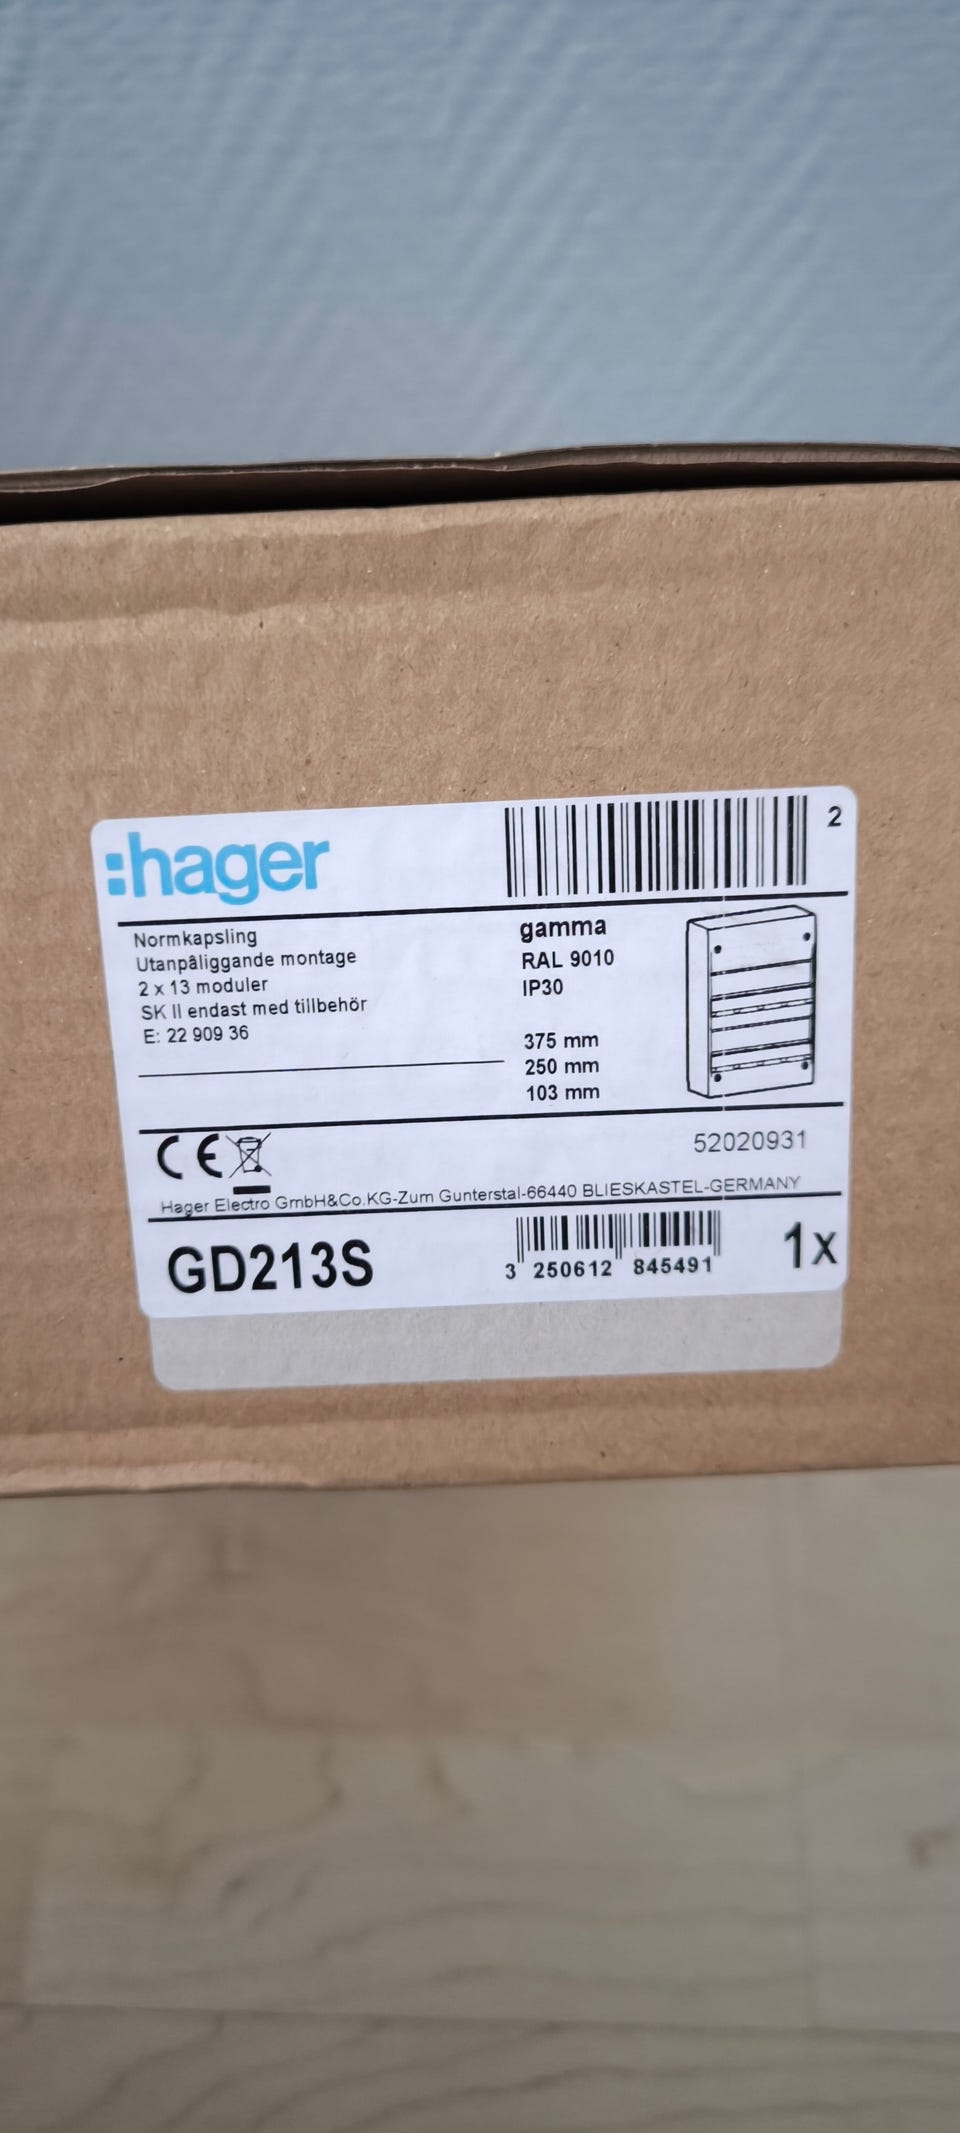 :hager
2
Normkapsling
Utanpåliggande montage
2 x 13 moduler
SK II endast med tillbehör
E: 22 909 36
gamma
RAL 9010
IP30
375 mm
250 mm
103 mm
CE
52020931
Hager Electro GmbH&Co.KG-Zum Gunterstal-66440 BLIESKASTEL-GERMANY
GD213S
3 250612 845491
1x